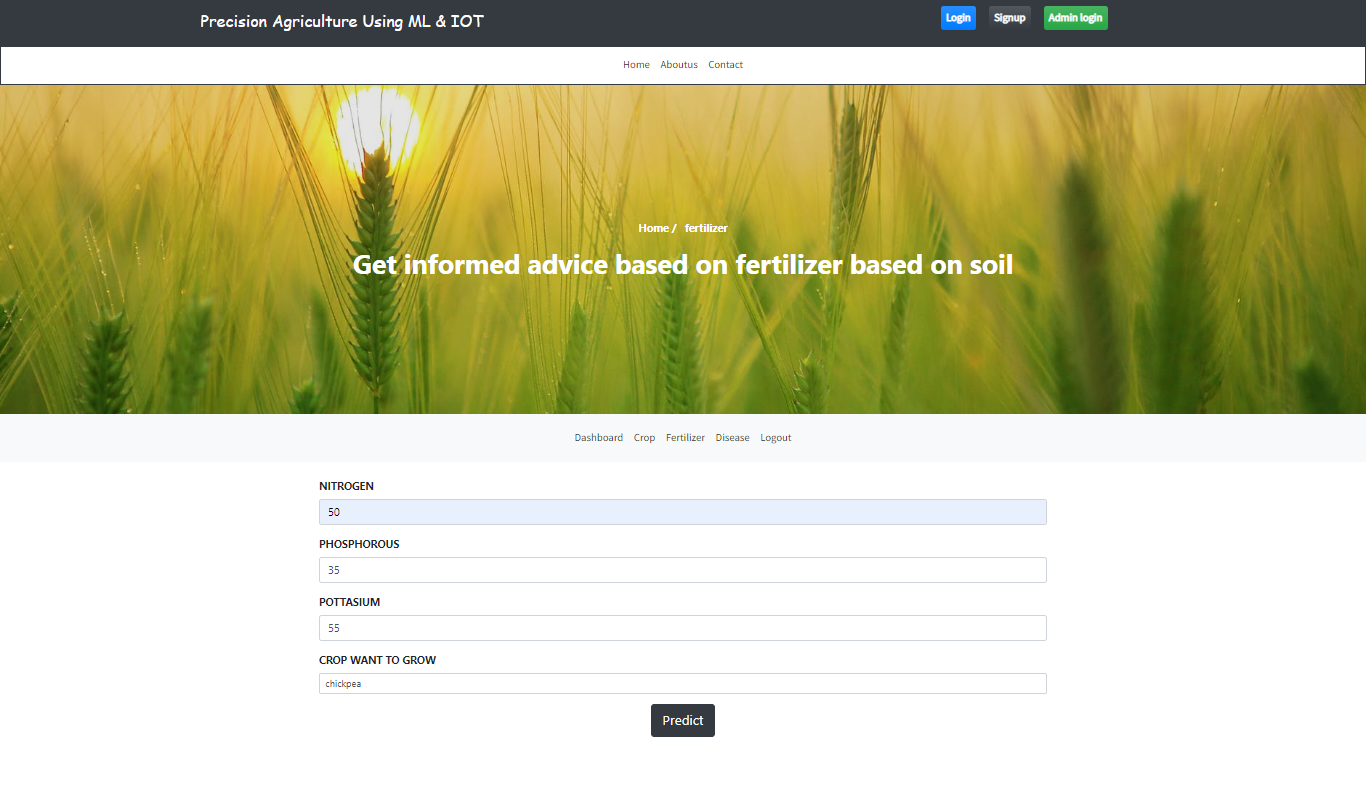 Precision Agriculture Using ML & IOT
Login Signup Admin login
Home Aboutus Contact
Home / fertilizer
Get informed advice based on fertilizer based on soil
Dashboard Crop Fertilizer Disease Logout
NITROGEN
50
PHOSPHOROUS
35
POTTASIUM
55
CROP WANT TO GROW
chickpea
Predict